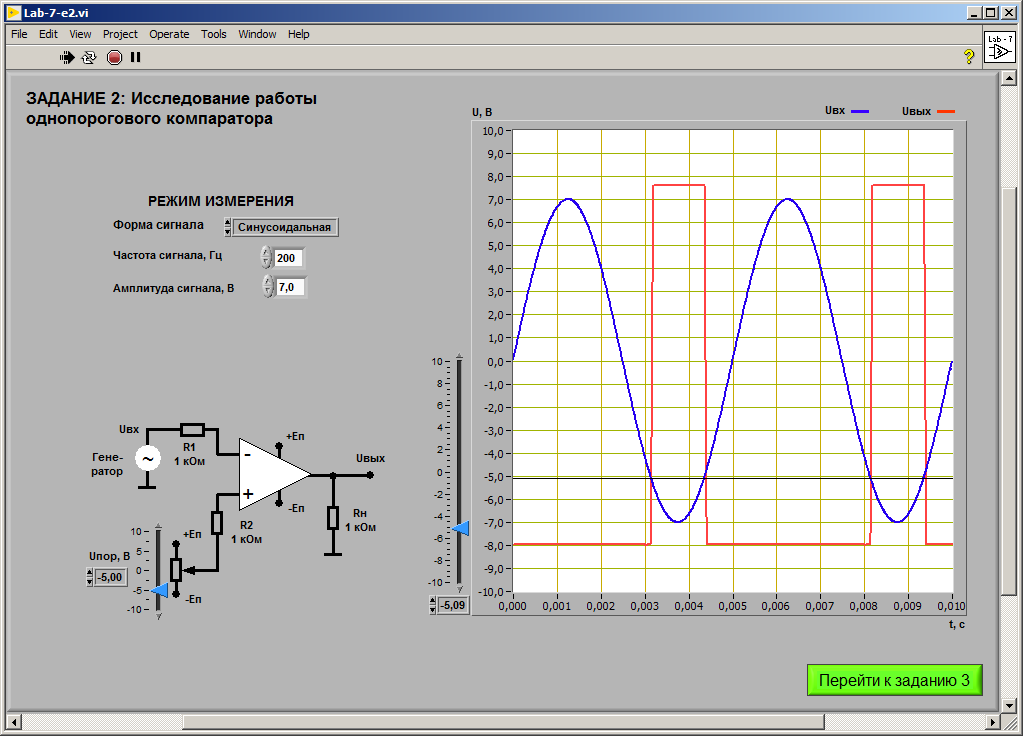 Lab-7-e2.vi
File Edit View Project Operate Tools Window Help
Lab - 7
ЗАДАНИЕ 2: Исследование работы
однопорогового компаратора
РЕЖИМ ИЗМЕРЕНИЯ
Форма сигнала Синусоидальная
Частота сигнала, Гц 200
Амплитуда сигнала, В 7,0
U, В
Uвх Uвых
10,0
9,0
8,0
7,0
6,0
5,0
4,0
3,0
2,0
1,0
0,0
-1,0
-2,0
-3,0
-4,0
-5,0
-6,0
-7,0
-8,0
-9,0
-10,0
0,000 0,001 0,002 0,003 0,004 0,005 0,006 0,007 0,008 0,009 0,010
t, с
10
8
6
4
2
0
-2
-4
-6
-8
-10
-5,09
Uвх
R1
1 кОм
Гене-
ратор
~
-
+
+Еп
-Еп
Uвых
Rн
1 кОм
R2
1 кОм
+Еп
-Еп
Uпор, В
-5,00
10
5
0
-5
-10
Перейти к заданию 3